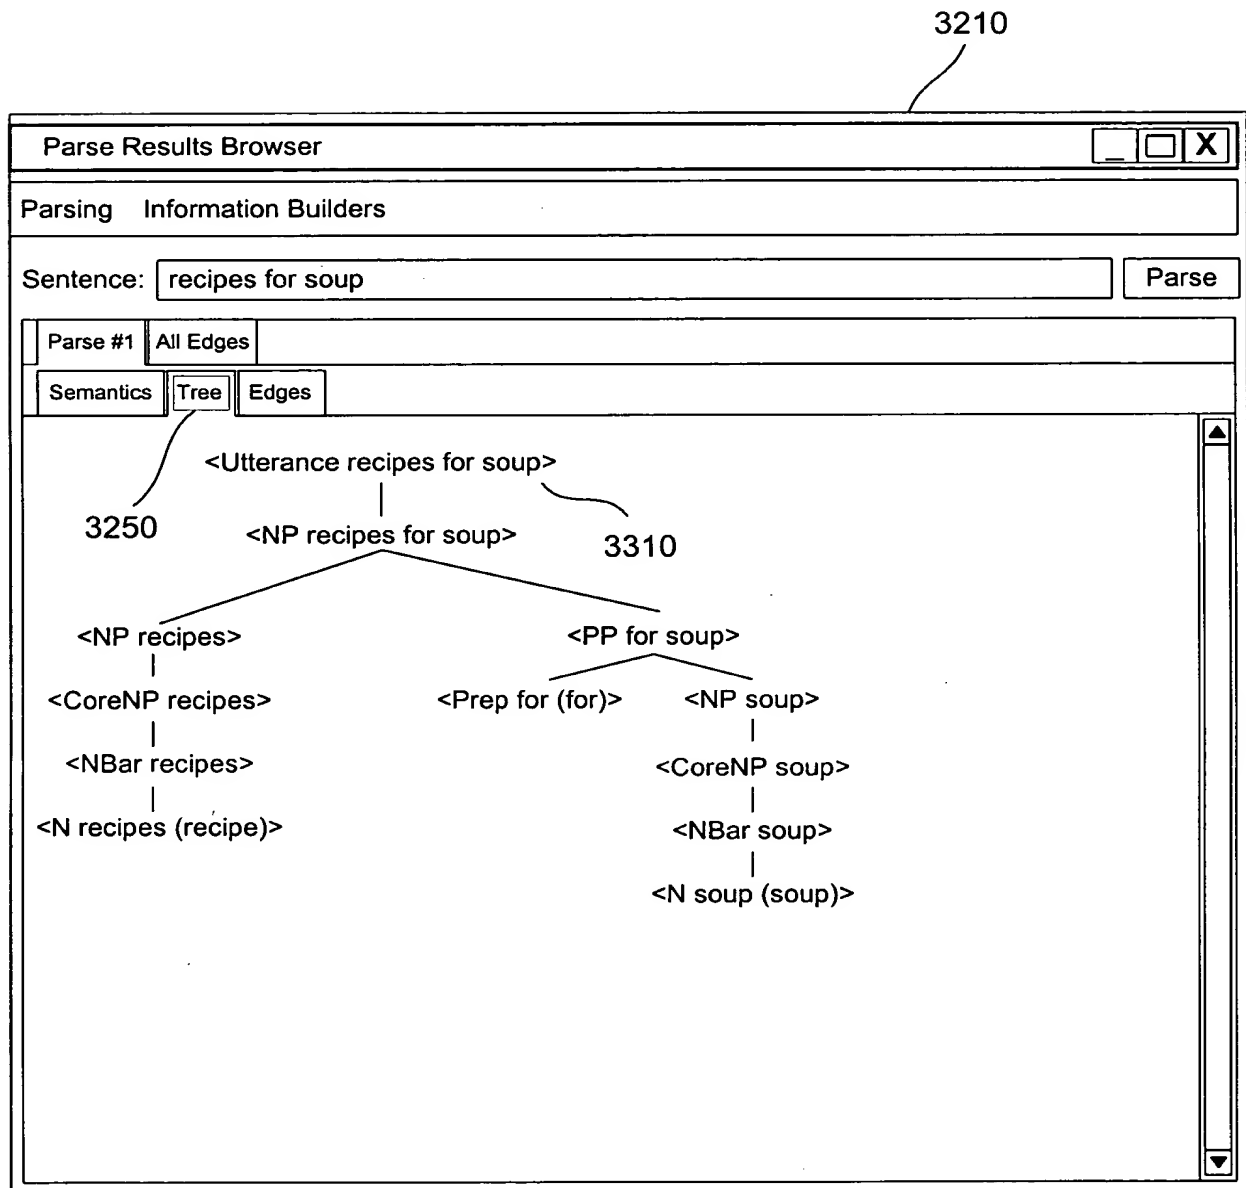 3210
Parse Results Browser _ X
Parsing Information Builders
Sentence: recipes for soup Parse
Parse #1 All Edges
Semantics Tree Edges
<Utterance recipes for soup>
3250 <NP recipes for soup> 3310
<NP recipes> <PP for soup>
<CoreNP recipes> <Prep for (for)> <NP soup>
<NBar recipes> <CoreNP soup>
<N recipes (recipe)> <NBar soup>
<N soup (soup)>